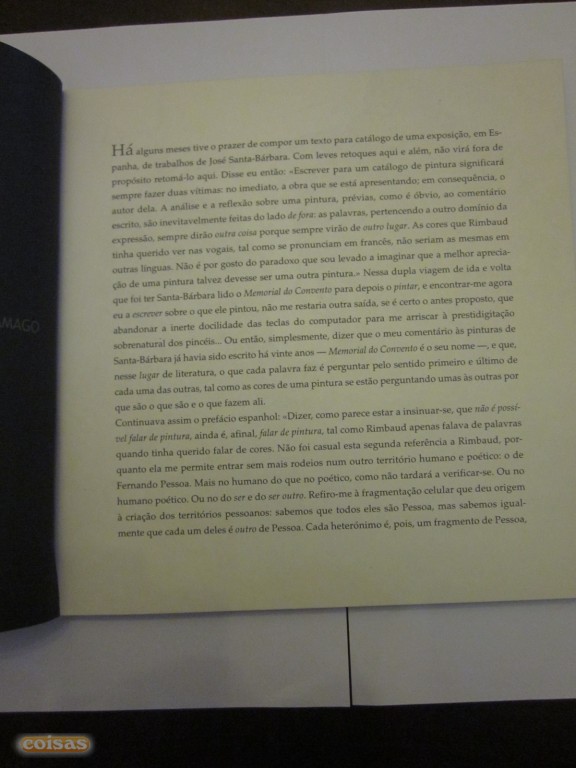 AMAGO
Há alguns meses tive o prazer de compor um texto para catálogo de uma exposição, em Es-
panha, de trabalhos de José Santa-Bárbara. Com leves retoques aqui e além, não virá fora de
propósito retomá-lo aqui. Disse eu então: «Escrever para um catálogo de pintura significará
sempre fazer duas vítimas: no imediato, a obra que se está apresentando; em consequência, o
autor dela. A análise e a reflexão sobre uma pintura, prévias, como é óbvio, ao comentário
escrito, são inevitavelmente feitas do lado de fora: as palavras, pertencendo a outro domínio da
expressão, sempre dirão outra coisa porque sempre virão de outro lugar. As cores que Rimbaud
tinha querido ver nas vogais, tal como se pronunciam em francês, não seriam as mesmas em
outras línguas. Não é por gosto do paradoxo que sou levado a imaginar que a melhor aprecia-
ção de uma pintura talvez devesse ser uma outra pintura.» Nessa dupla viagem de ida e volta
que foi ter Santa-Bárbara lido o Memorial do Convento para depois o pintar, e encontrar-me agora
eu a escrever sobre o que ele pintou, não me restaria outra saída, se é certo o antes proposto, que
abandonar a inerte docilidade das teclas do computador para me arriscar à prestidigitação
sobrenatural dos pincéis... Ou então, simplesmente, dizer que o meu comentário às pinturas de
Santa-Bárbara já havia sido escrito há vinte anos — Memorial do Convento é o seu nome —, e que,
nesse lugar de literatura, o que cada palavra faz é perguntar pelo sentido primeiro e último de
cada uma das outras, tal como as cores de uma pintura se estão perguntando umas às outras por
que são o que são e o que fazem ali.
Continuava assim o prefácio espanhol: «Dizer, como parece estar a insinuar-se, que não é possí-
vel falar de pintura, ainda é, afinal, falar de pintura, tal como Rimbaud apenas falava de palavras
quando tinha querido falar de cores. Não foi casual esta segunda referência a Rimbaud, por-
quanto ela me permite entrar sem mais rodeios num outro território humano e poético: o de
Fernando Pessoa. Mais no humano do que no poético, como não tardará a verificar-se. Ou no
humano poético. Ou no do ser e do ser outro. Refiro-me à fragmentação celular que deu origem
à criação dos territórios pessoanos: sabemos que todos eles são Pessoa, mas sabemos igual-
mente que cada um deles é outro de Pessoa. Cada heterónimo é, pois, um fragmento de Pessoa,
coisas